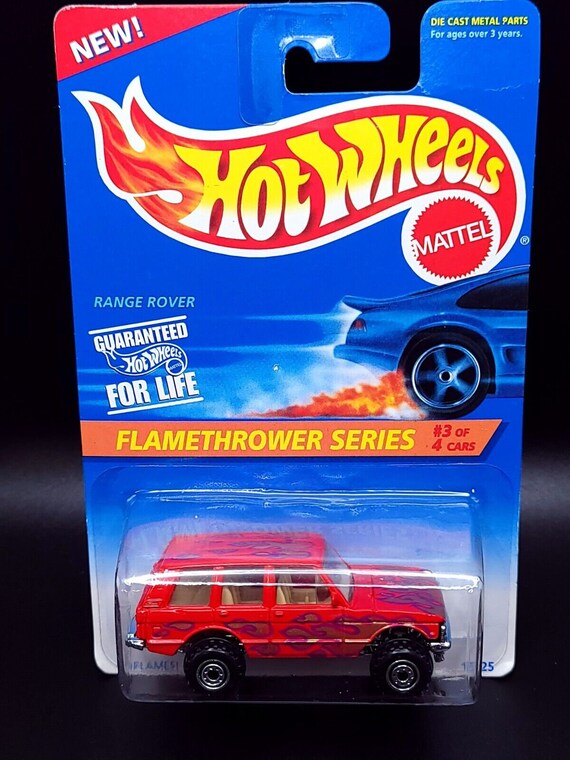 NEW!
DIE CAST METAL PARTS
For ages over 3 years.
HOT WHEELS
MATTEL
®
RANGE ROVER
GUARANTEED
Hot Wheels
FOR LIFE
FLAMETHROWER SERIES
#3 OF
4 CARS